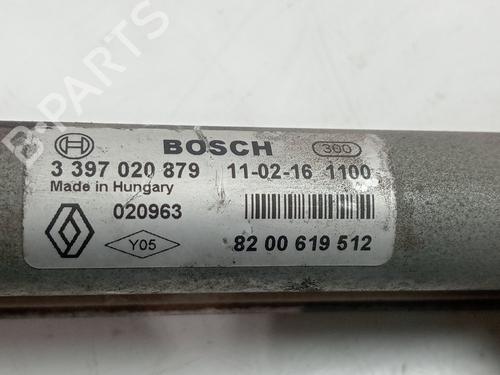 BOSCH 360
3 397 020 879 11-02-16 1100
Made in Hungary
020963
Y05 82 00 619 512
B-PARTS